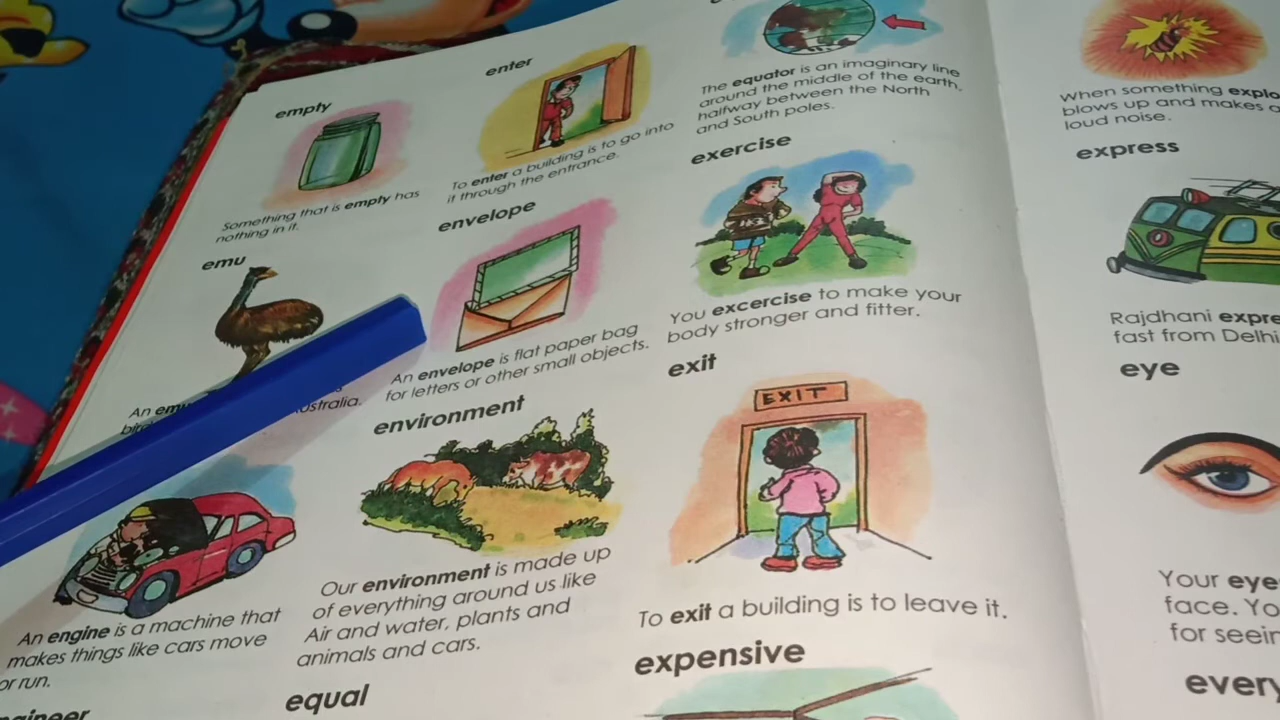 empty
Something that is empty has
nothing in it.
emu
An emu
ustralia.
An engine is a machine that
makes things like cars move
or run.
enter
To enter a building is to go into
it through the entrance.
envelope
An envelope is flat paper bag
for letters or other small objects.
environment
Our environment is made up
of everything around us like
Air and water, plants and
animals and cars.
equal
The equator is an imaginary line
around the middle of the earth,
halfway between the North
and South poles.
exercise
You excercise to make your
body stronger and fitter.
exit
EXIT
To exit a building is to leave it.
expensive
When something explo
blows up and makes a
loud noise.
express
Rajdhani expre
fast from Delhi
eye
Your eye
face. Yo
for seein
every